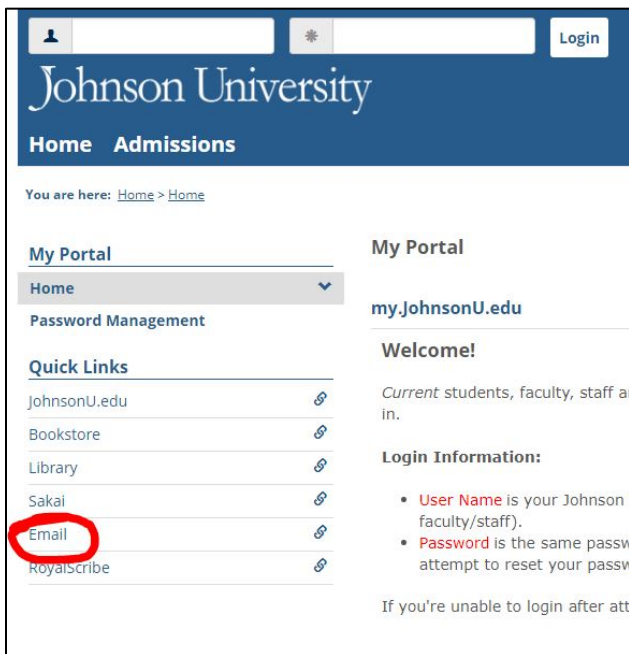 Login
Johnson University
Home Admissions
You are here: Home > Home
My Portal
Home
Password Management
Quick Links
JohnsonU.edu
Bookstore
Library
Sakai
Email
RoyalScribe
My Portal
my.JohnsonU.edu
Welcome!
Current students, faculty, staff
in.
Login Information:
• User Name is your Johnson
faculty/staff).
• Password is the same
attempt to reset your
If you're unable to login after